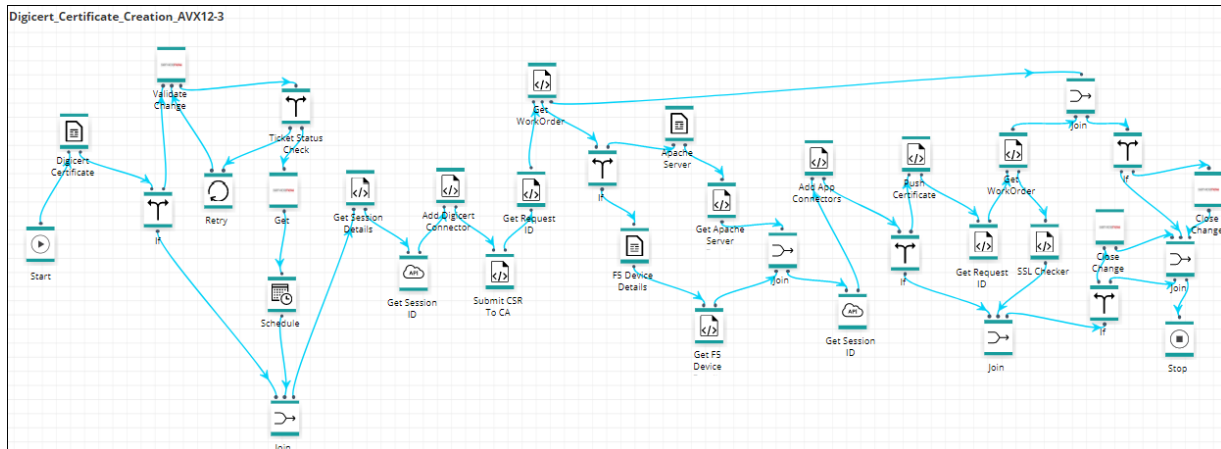 Digicert_Certificate_Creation_AVX12-3
Start
Digicert
Certificate
If
Validate
Change
Retry
Ticket Status
Check
Get
Schedule
Join
Get Session
Details
Get Session
ID
Add Digicert
Connector
Submit CSR
To CA
Get Request
ID
Get
WorkOrder
If
Apache
Server
F5 Device
Details
Get Apache
Server
Get F5
Device
Join
Add App
Connectors
Get Session
ID
Push
Certificate
If
Get Request
ID
Get
WorkOrder
SSL Checker
Join
Join
If
Close
Change
If
Close
Change
Join
Stop
API
API